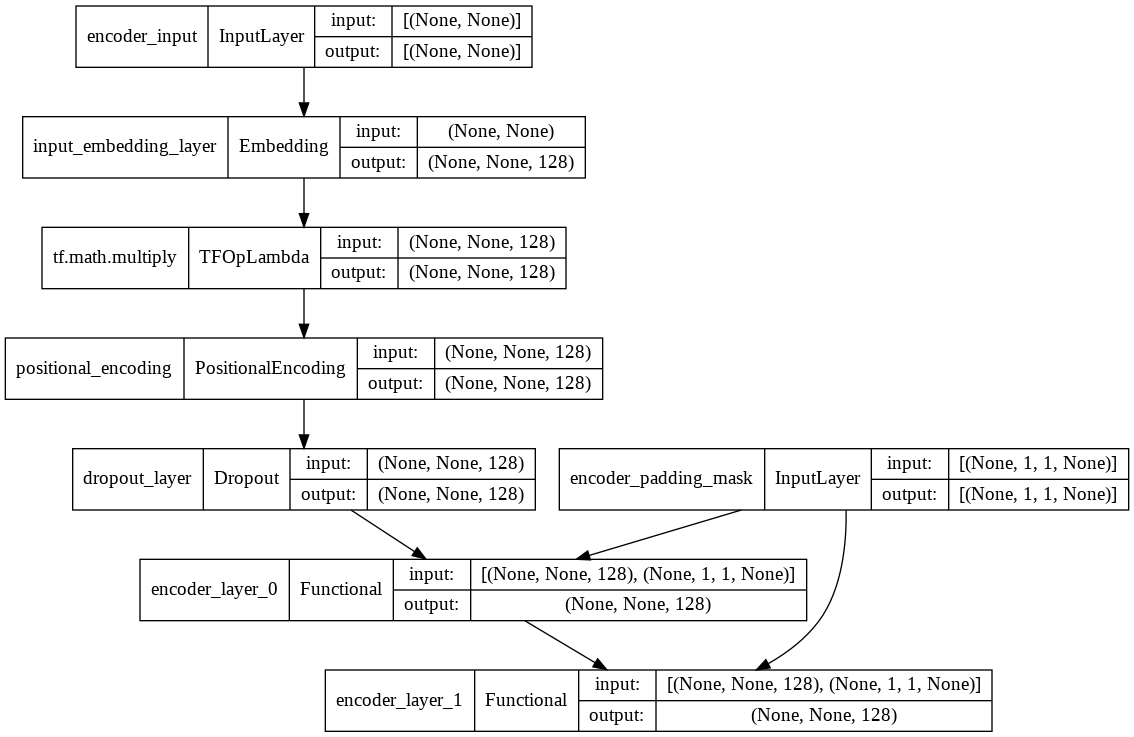 encoder_input InputLayer input: [(None, None)]
output: [(None, None)]
input_embedding_layer Embedding input: (None, None)
output: (None, None, 128)
tf.math.multiply TFOpLambda input: (None, None, 128)
output: (None, None, 128)
positional_encoding PositionalEncoding input: (None, None, 128)
output: (None, None, 128)
dropout_layer Dropout input: (None, None, 128)
output: (None, None, 128)
encoder_padding_mask InputLayer input: [(None, 1, 1, None)]
output: [(None, 1, 1, None)]
encoder_layer_0 Functional input: [(None, None, 128), (None, 1, 1, None)]
output: (None, None, 128)
encoder_layer_1 Functional input: [(None, None, 128), (None, 1, 1, None)]
output: (None, None, 128)